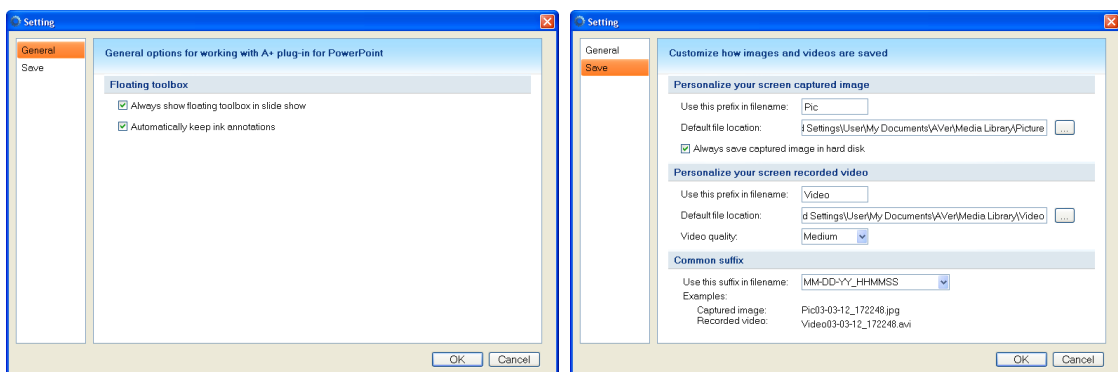 Setting
General
Save
General options for working with A+ plug-in for PowerPoint
Floating toolbox
Always show floating toolbox in slide show
Automatically keep ink annotations
OK
Cancel
Setting
General
Save
Customize how images and videos are saved
Personalize your screen captured image
Use this prefix in filename: Pic
Default file location: d Settings\User\My Documents\AVer\Media Library\Picture ...
Always save captured image in hard disk
Personalize your screen recorded video
Use this prefix in filename: Video
Default file location: d Settings\User\My Documents\AVer\Media Library\Video ...
Video quality: Medium
Common suffix
Use this suffix in filename: MM-DD-YY_HHMMSS
Examples:
Captured image: Pic03-03-12_172248.jpg
Recorded video: Video03-03-12_172248.avi
OK
Cancel